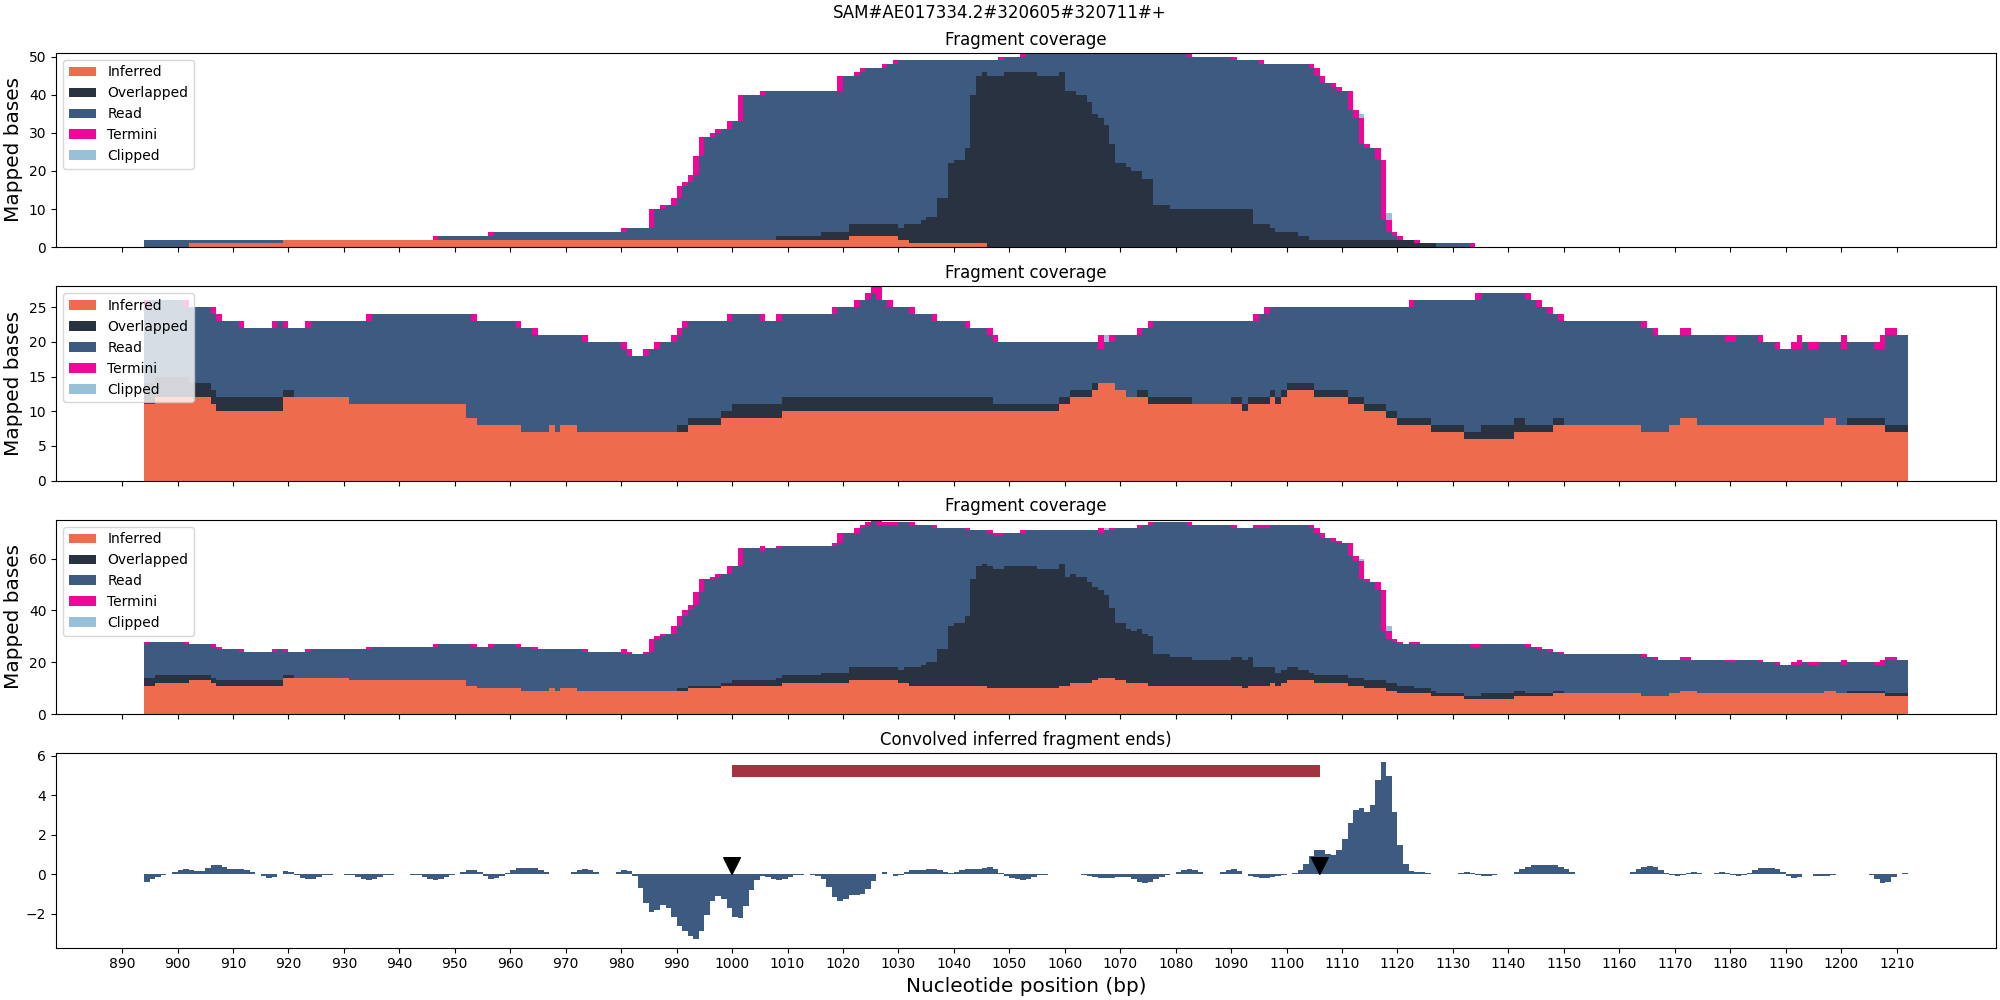 SAM#AE017334.2#320605#320711#+
Fragment coverage
Mapped bases
50
40
30
20
10
0
Inferred
Overlapped
Read
Termini
Clipped
Fragment coverage
Mapped bases
25
20
15
10
5
0
Inferred
Overlapped
Read
Termini
Clipped
Fragment coverage
Mapped bases
60
40
20
0
Inferred
Overlapped
Read
Termini
Clipped
Convolved inferred fragment ends)
6
4
2
0
−2
890 900 910 920 930 940 950 960 970 980 990 1000 1010 1020 1030 1040 1050 1060 1070 1080 1090 1100 1110 1120 1130 1140 1150 1160 1170 1180 1190 1200 1210
Nucleotide position (bp)